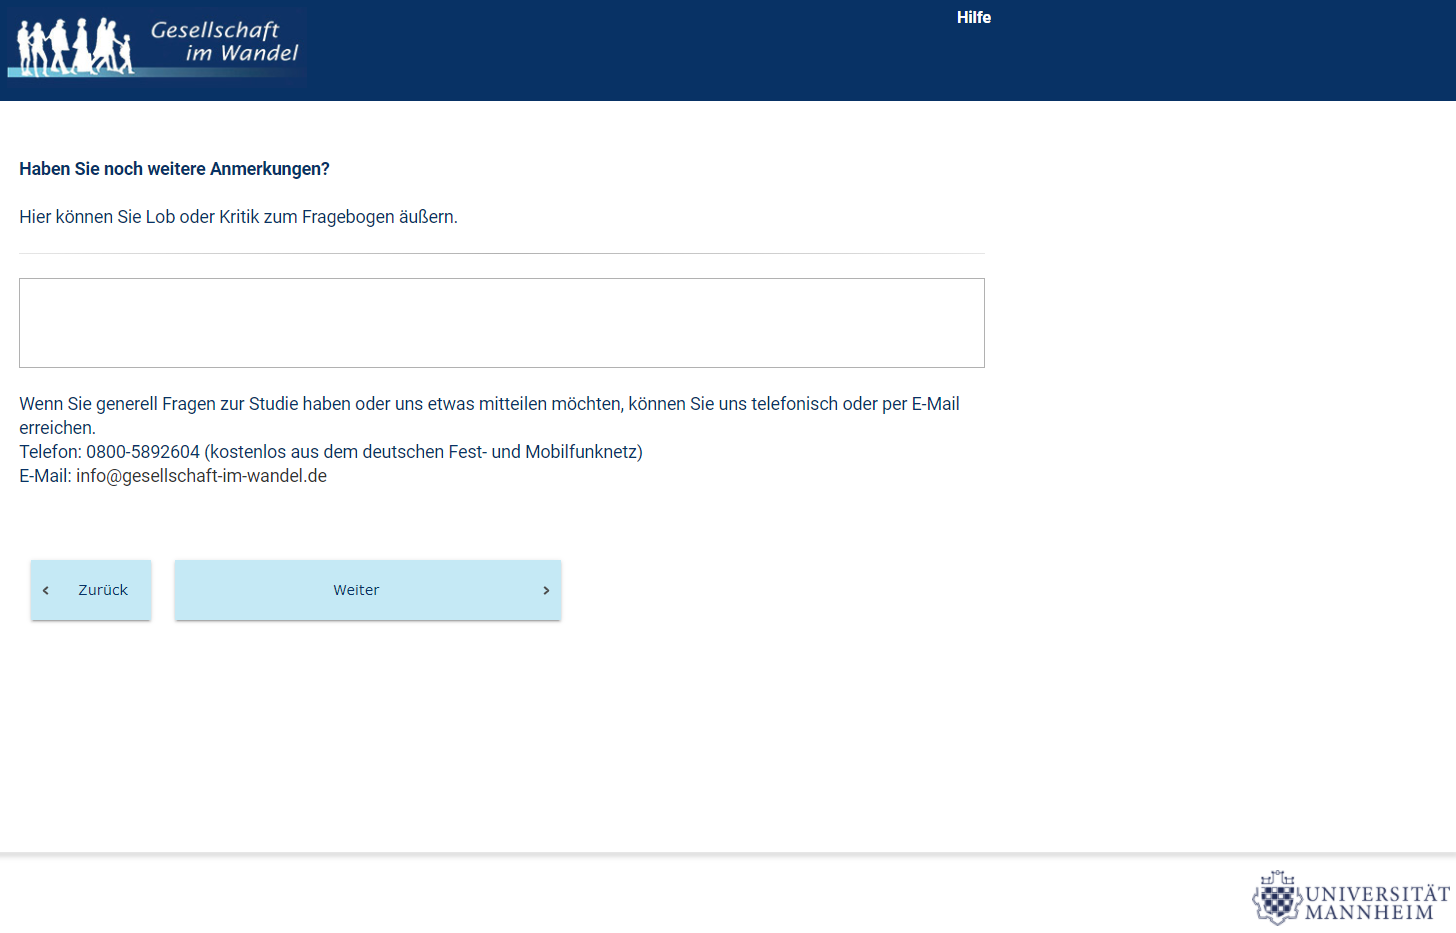 Gesellschaft
im Wandel
Hilfe
Haben Sie noch weitere Anmerkungen?
Hier können Sie Lob oder Kritik zum Fragebogen äußern.
Wenn Sie generell Fragen zur Studie haben oder uns etwas mitteilen möchten, können Sie uns telefonisch oder per E-Mail
erreichen.
Telefon: 0800-5892604 (kostenlos aus dem deutschen Fest- und Mobilfunknetz)
E-Mail: info@gesellschaft-im-wandel.de
Zurück
Weiter
UNIVERSITÄT
MANNHEIM